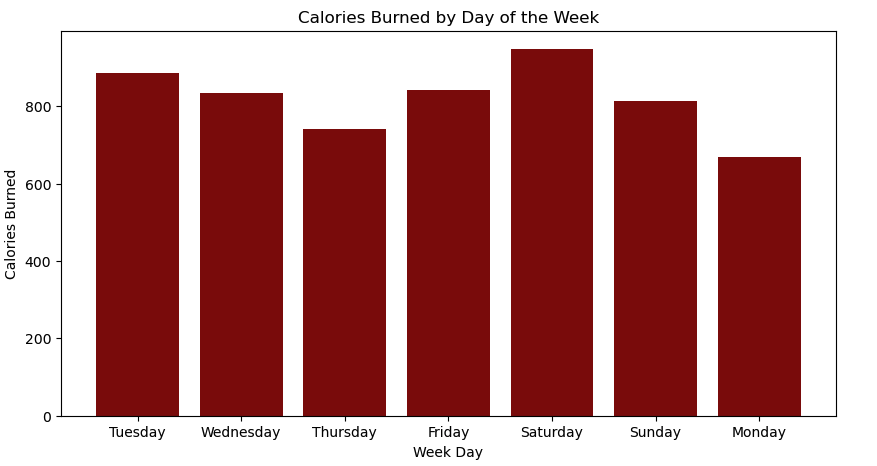 Calories Burned by Day of the Week
Calories Burned
800
600
400
200
0
Tuesday Wednesday Thursday Friday Saturday Sunday Monday
Week Day